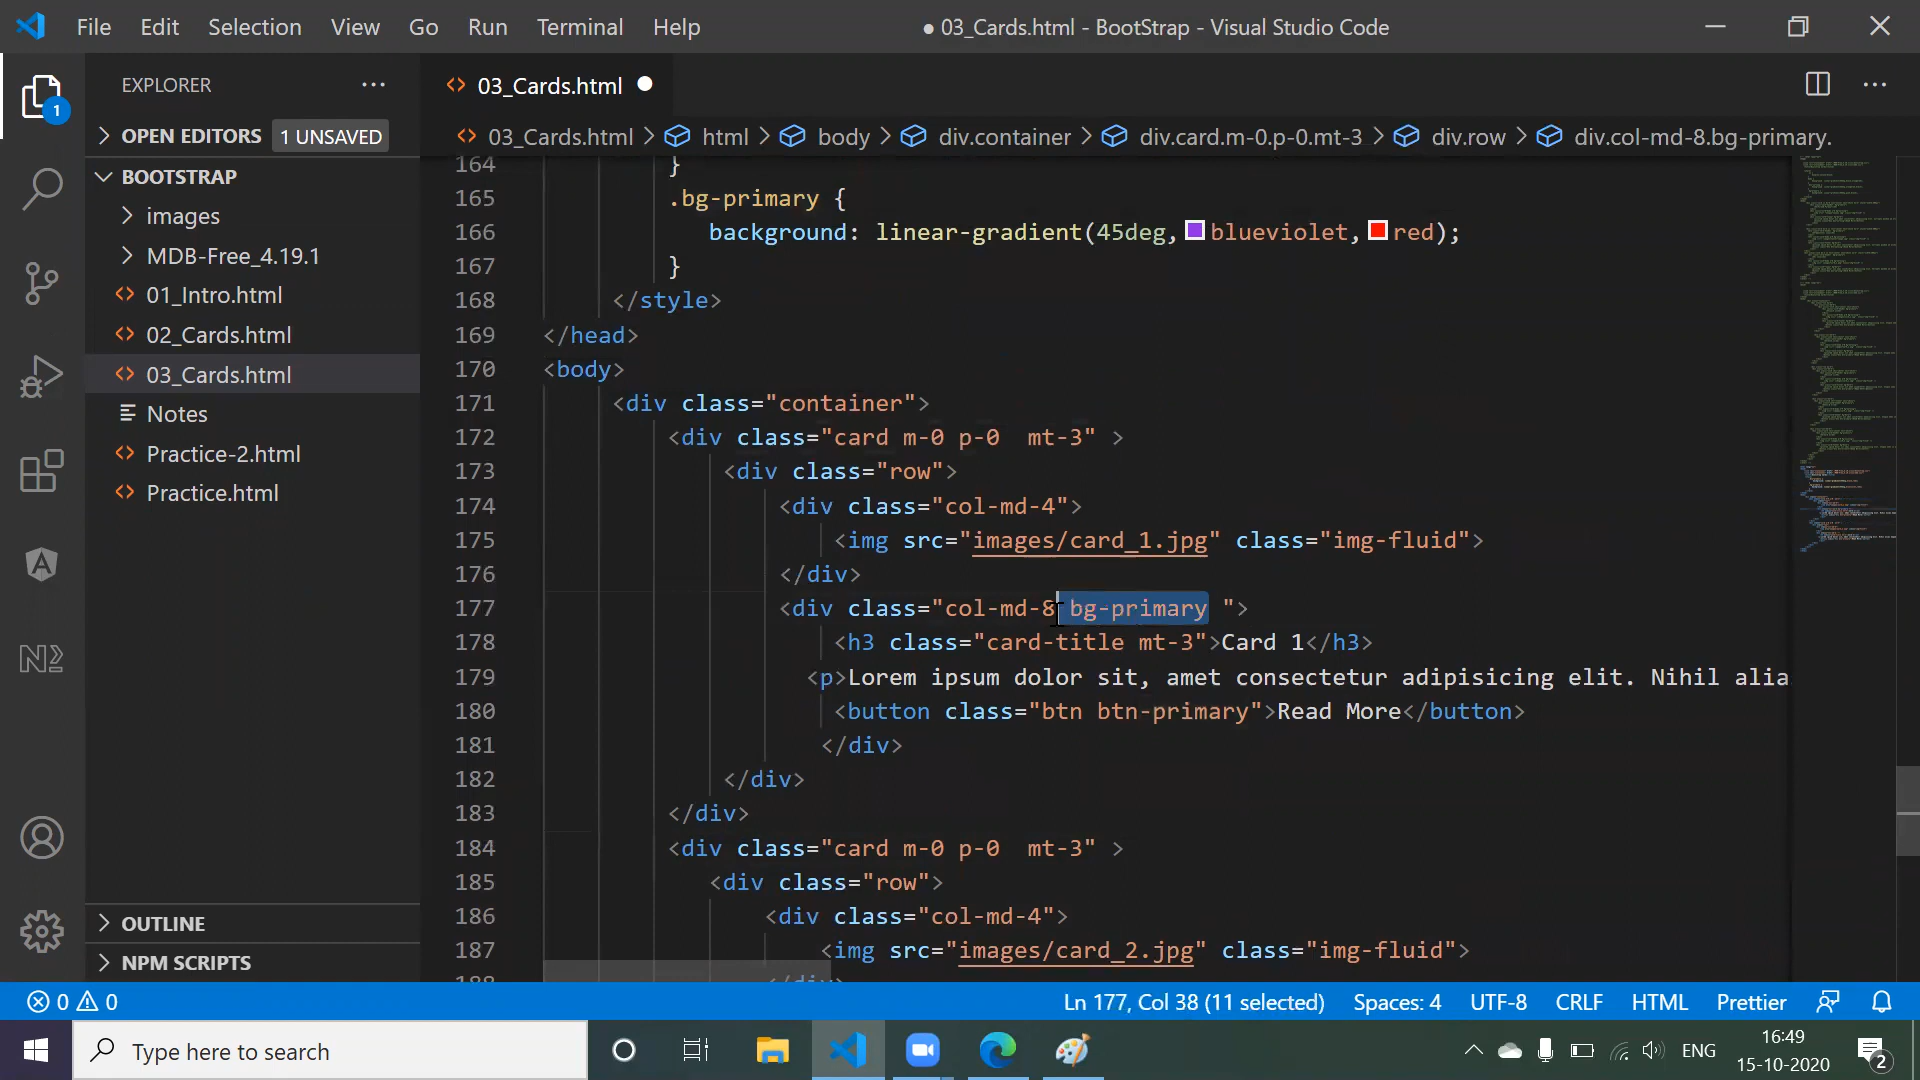 File Edit Selection View Go Run Terminal Help
● 03_Cards.html - BootStrap - Visual Studio Code
EXPLORER
03_Cards.html
OPEN EDITORS 1 UNSAVED
03_Cards.html > html > body > div.container > div.card.m-0.p-0.mt-3 > div.row > div.col-md-8.bg-primary.
BOOTSTRAP
images
MDB-Free_4.19.1
01_Intro.html
02_Cards.html
03_Cards.html
Notes
Practice-2.html
Practice.html
OUTLINE
NPM SCRIPTS
1
164 }
165 .bg-primary {
166 background: linear-gradient(45deg, blueviolet, red);
167 }
168 </style>
169 </head>
170 <body>
171 <div class="container">
172 <div class="card m-0 p-0  mt-3" >
173 <div class="row">
174 <div class="col-md-4">
175 <img src="images/card_1.jpg" class="img-fluid">
176 </div>
177 <div class="col-md-8 bg-primary ">
178 <h3 class="card-title mt-3">Card 1</h3>
179 <p>Lorem ipsum dolor sit, amet consectetur adipisicing elit. Nihil alia
180 <button class="btn btn-primary">Read More</button>
181 </div>
182 </div>
183 </div>
184 <div class="card m-0 p-0  mt-3" >
185 <div class="row">
186 <div class="col-md-4">
187 <img src="images/card_2.jpg" class="img-fluid">
188 </div>
0 0
Ln 177, Col 38 (11 selected) Spaces: 4 UTF-8 CRLF HTML Prettier
Type here to search
ENG
16:49
15-10-2020
2